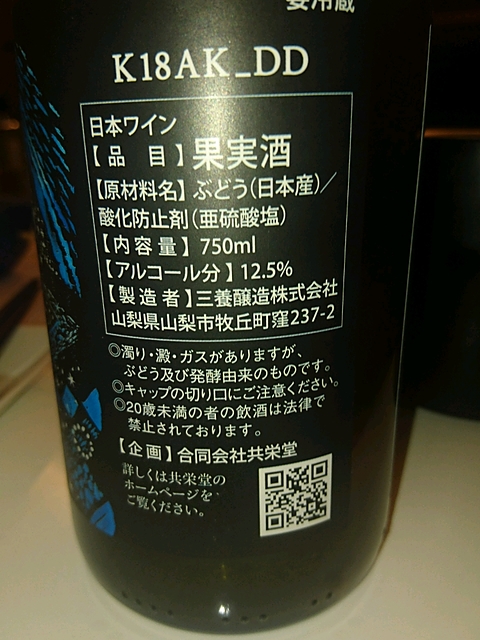 要冷蔵
K18AK_DD
日本ワイン
【品 目】果実酒
【原材料名】ぶどう(日本産)／
酸化防止剤(亜硫酸塩)
【内容量】750ml
【アルコール分】12.5%
【製造者】三養醸造株式会社
山梨県山梨市牧丘町窪237-2
◎濁り・澱・ガスがありますが、
ぶどう及び発酵由来のものです。
◎キャップの切り口にご注意ください。
◎20歳未満の者の飲酒は法律で
禁止されております。
【企画】合同会社共栄堂
詳しくは共栄堂の
ホームページを
ご覧ください。